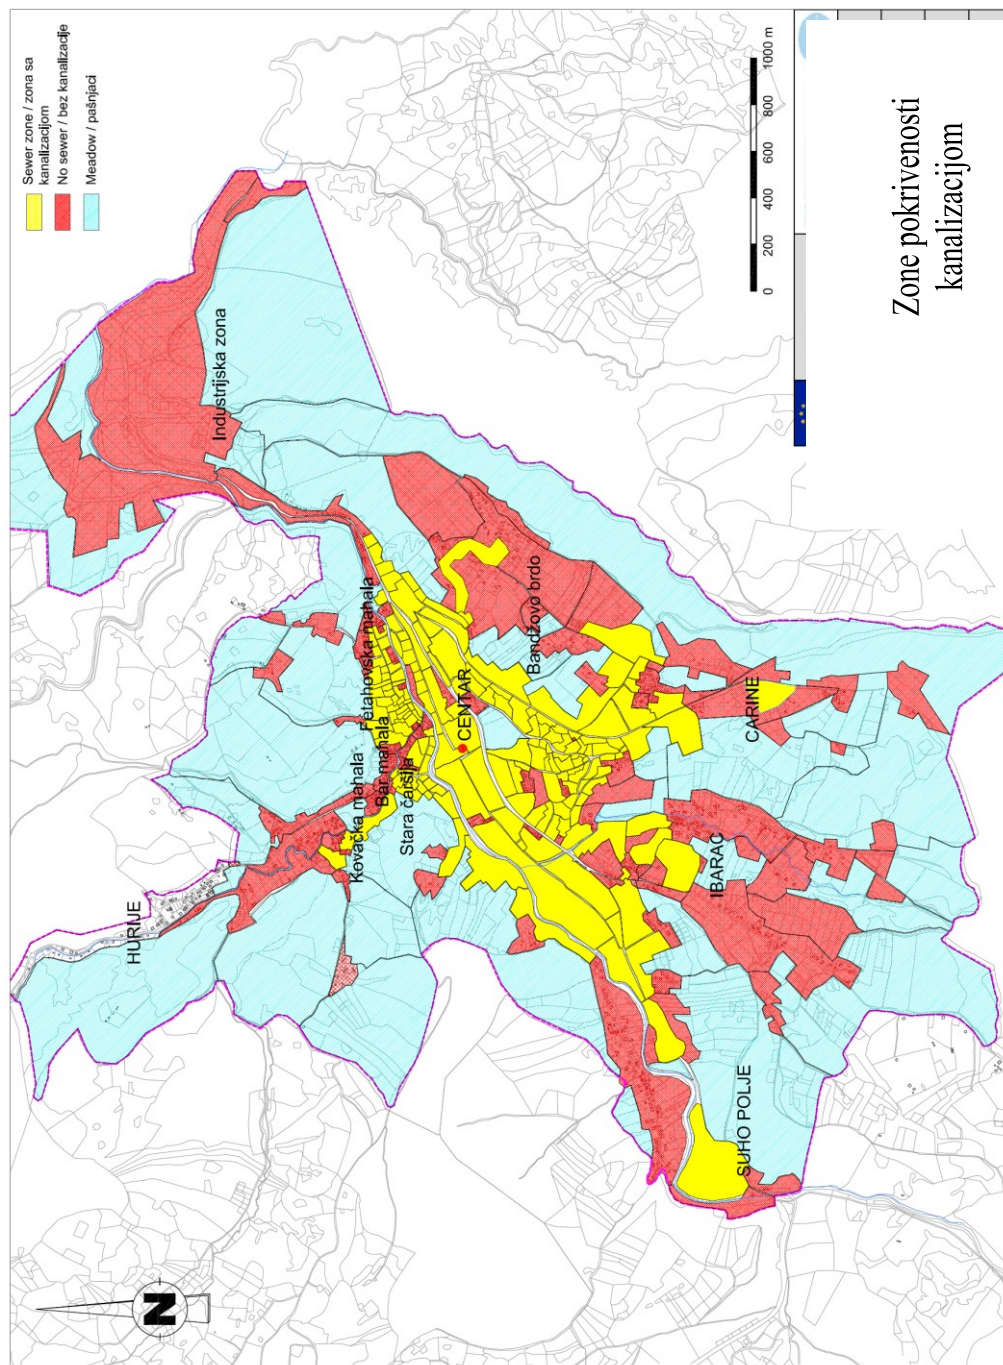 Sewer zone / zona sa
kanalizacijom
No sewer / bez kanalizacije
Meadow / pašnjaci
HURIJE
Industrijska zona
Fetahovska mahala
Bar mahala
Kovačka mahala
Stara čaršija
CENTAR
Bandžovo brdo
CARINE
IBARAC
SUHO POLJE
N
0 200 400 600 800 1000 m
Zone pokrivenosti
kanalizacijom